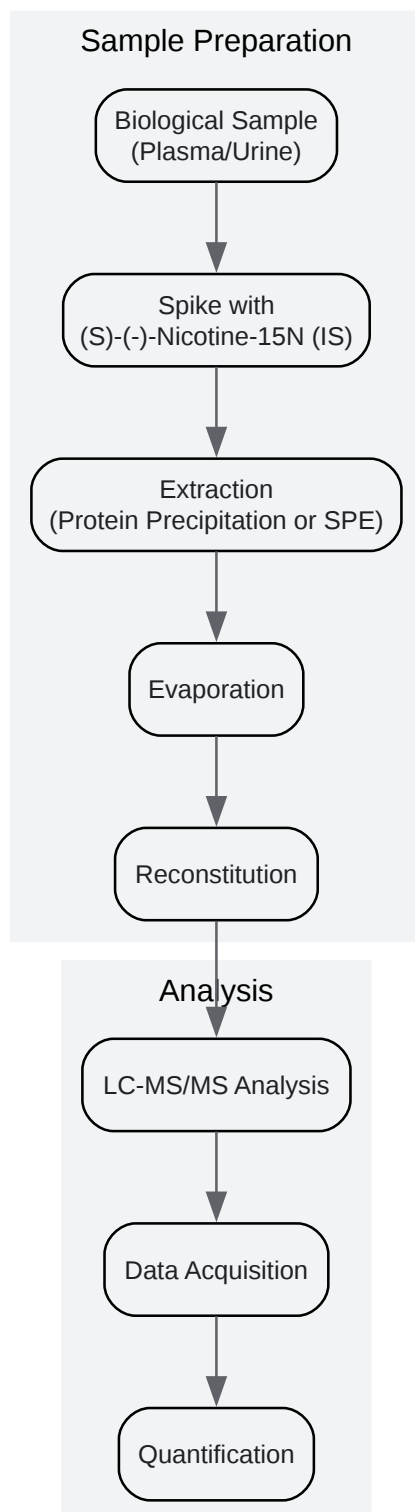 Sample Preparation
Biological Sample
(Plasma/Urine)
Spike with
(S)-(-)-Nicotine-15N (IS)
Extraction
(Protein Precipitation or SPE)
Evaporation
Reconstitution
Analysis
LC-MS/MS Analysis
Data Acquisition
Quantification